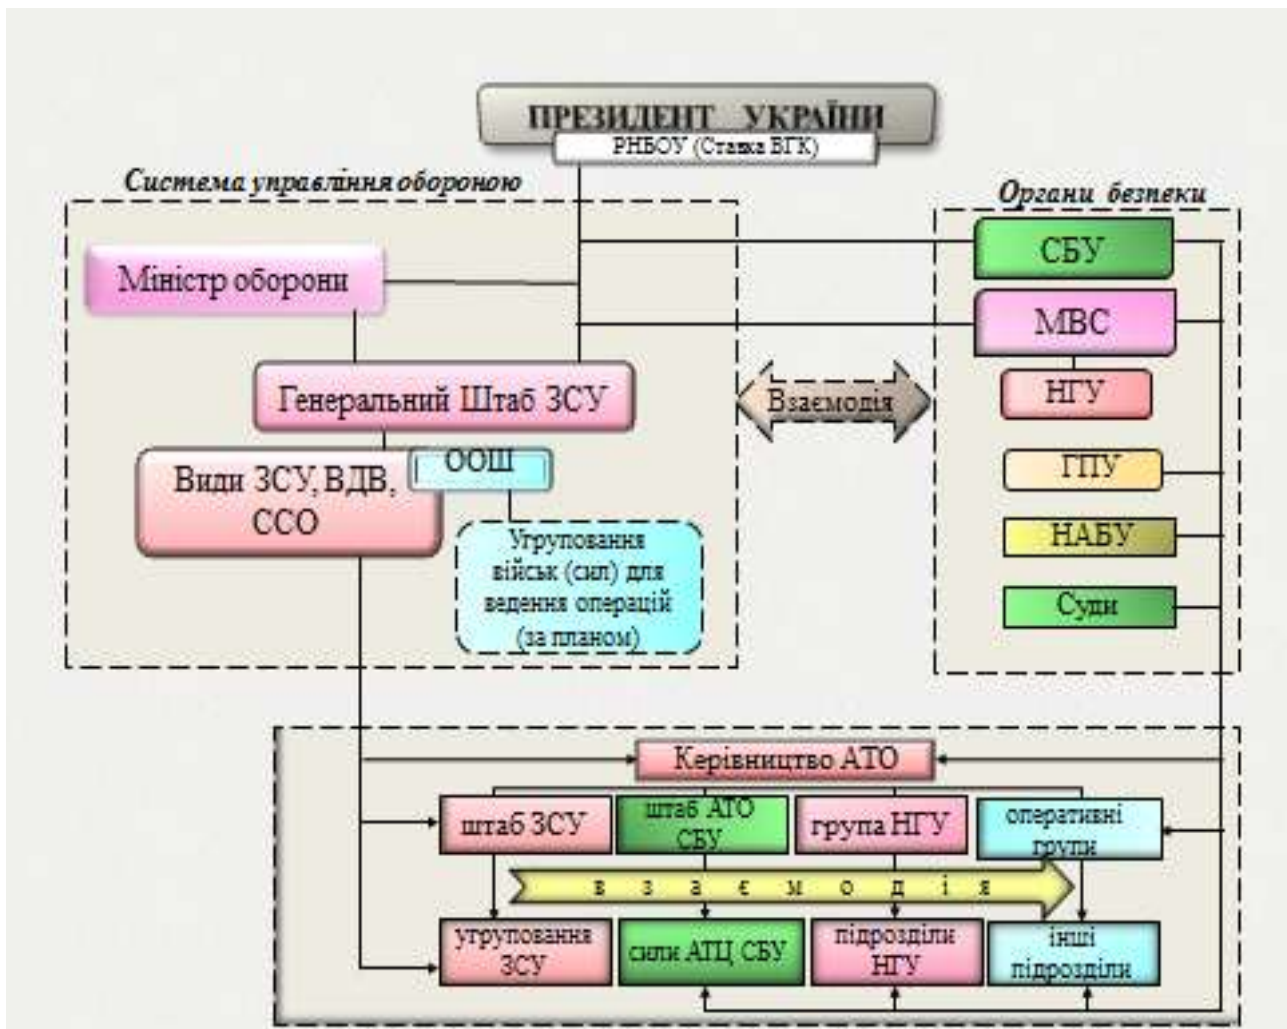 ПРЕЗИДЕНТ УКРАЇНИ
РНБОУ (Ставка ВГК)
Система управління обороною
Органи безпеки
Міністр оборони
Генеральний Штаб ЗСУ
Види ЗСУ, ВДВ,
ССО
ООШ
Угруповання
військ (сил) для
ведення операцій
(за планом)
Взаємодія
СБУ
МВС
НГУ
ГПУ
НАБУ
Суди
Керівництво АТО
штаб ЗСУ
штаб АТО
СБУ
група НГУ
оперативні
групи
взаємодія
угруповання
ЗСУ
сили АТЦ СБУ
підрозділи
НГУ
інші
підрозділи